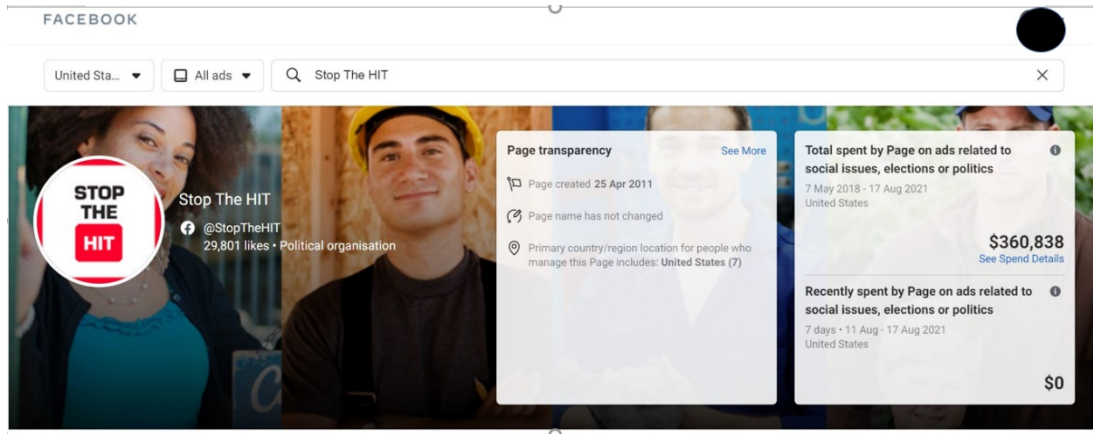 FACEBOOK
United Sta...
All ads
Stop The HIT
STOP
THE
HIT
Stop The HIT
@StopTheHIT
29,801 likes • Political organisation
Page transparency
See More
Page created 25 Apr 2011
Page name has not changed
Primary country/region location for people who
manage this Page includes: United States (7)
Total spent by Page on ads related to
social issues, elections or politics
7 May 2018 - 17 Aug 2021
United States
$360,838
See Spend Details
Recently spent by Page on ads related to
social issues, elections or politics
7 days • 11 Aug - 17 Aug 2021
United States
$0